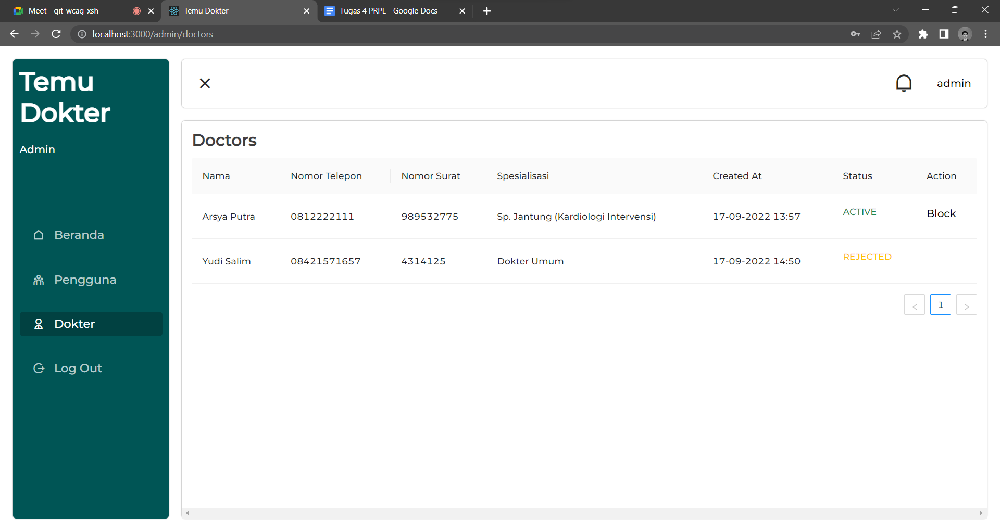 Meet - qit-wcag-xsh
Temu Dokter
Tugas 4 PRPL - Google Docs
localhost:3000/admin/doctors
Temu
Dokter
Admin
Beranda
Pengguna
Dokter
Log Out
admin
Doctors
Nama Nomor Telepon Nomor Surat Spesialisasi Created At Status Action
Arsya Putra 0812222111 989532775 Sp. Jantung (Kardiologi Intervensi) 17-09-2022 13:57 ACTIVE Block
Yudi Salim 08421571657 4314125 Dokter Umum 17-09-2022 14:50 REJECTED
< 1 >